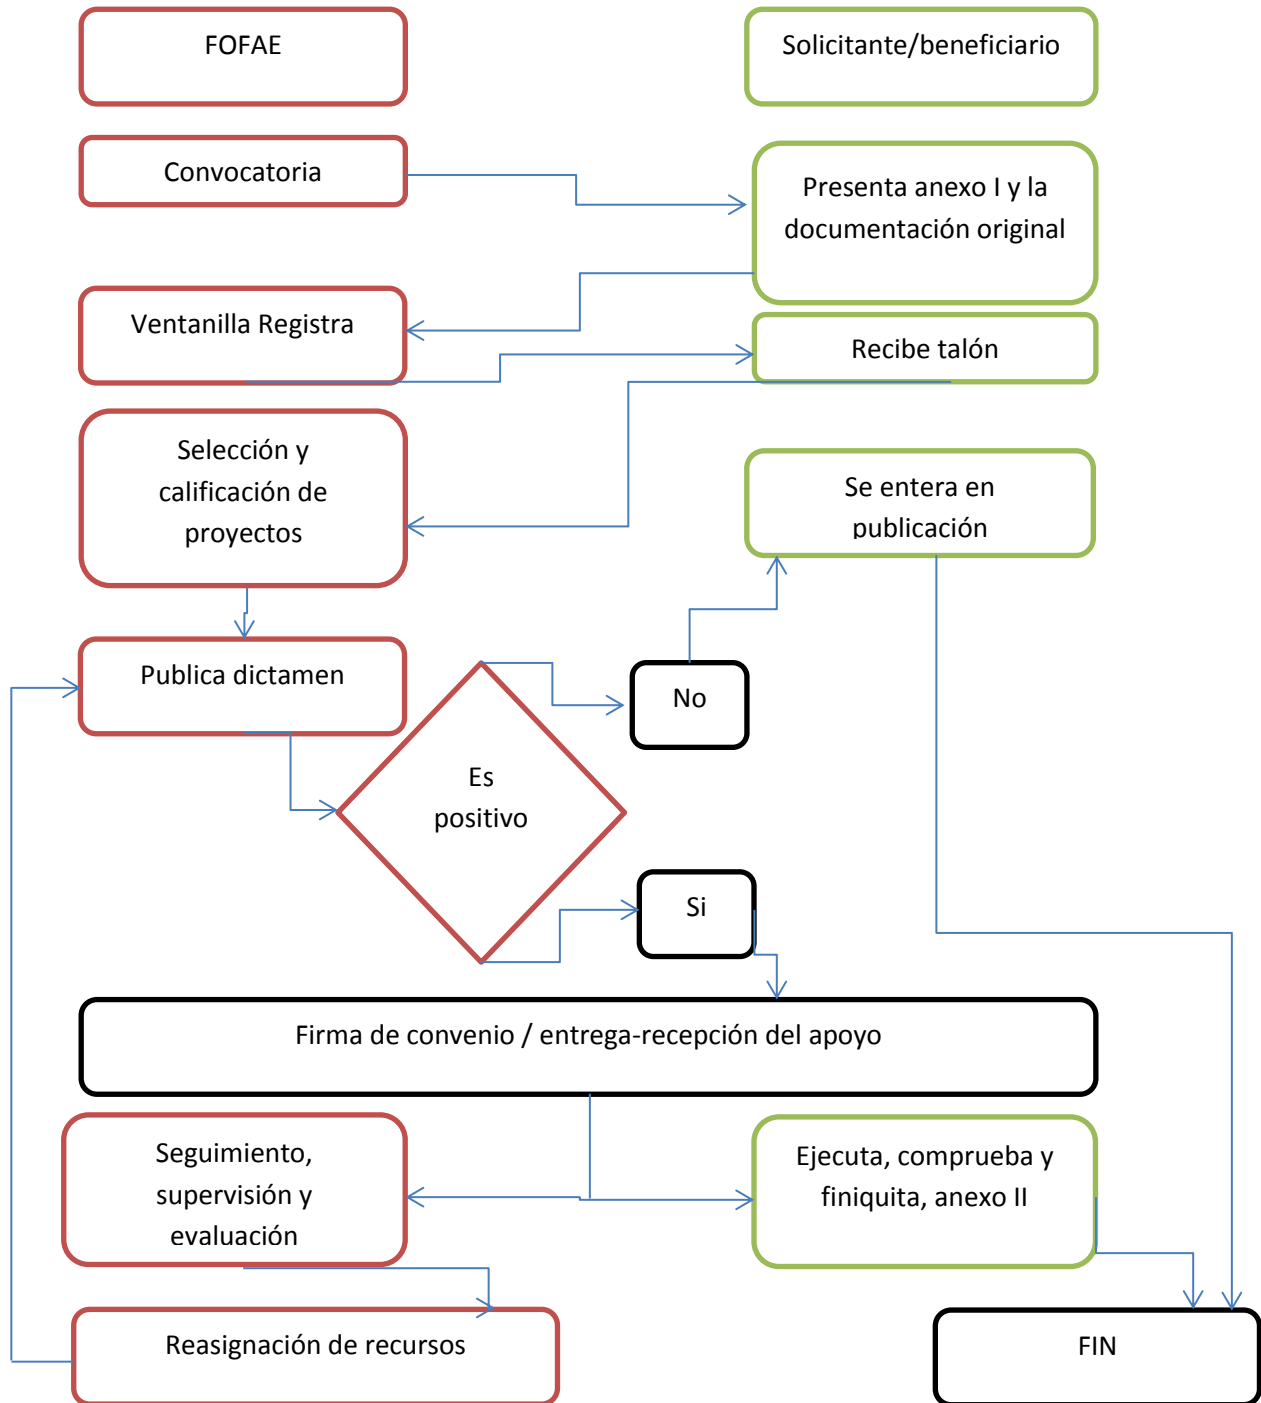 FOFAE
Solicitante/beneficiario
Convocatoria
Presenta anexo I y la
documentación original
Ventanilla Registra
Recibe talón
Selección y
calificación de
proyectos
Se entera en
publicación
Publica dictamen
No
Es
positivo
Si
Firma de convenio / entrega-recepción del apoyo
Seguimiento,
supervisión y
evaluación
Ejecuta, comprueba y
finiquita, anexo II
Reasignación de recursos
FIN